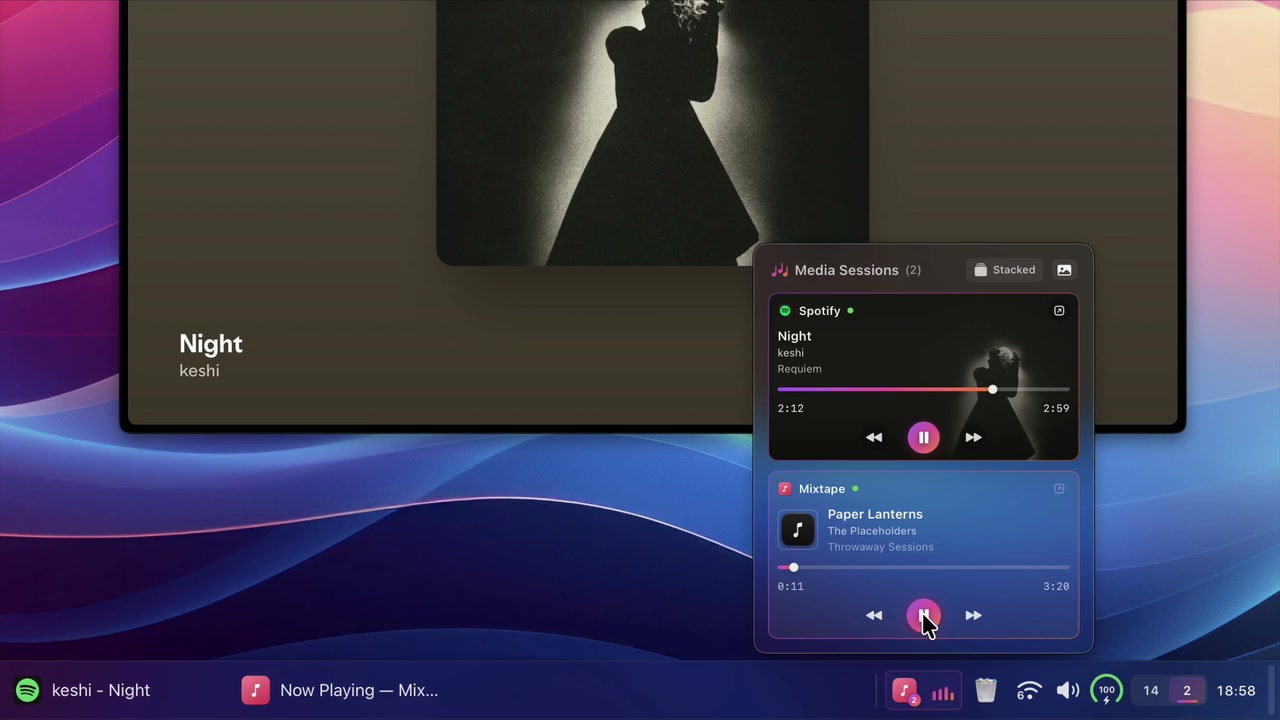 Night
keshi
Media Sessions (2)
Stacked
Spotify
Night
keshi
Requiem
2:12
2:59
Mixtape
Paper Lanterns
The Placeholders
Throwaway Sessions
0:11
3:20
keshi - Night
Now Playing — Mix...
2
6
100
14
2
18:58